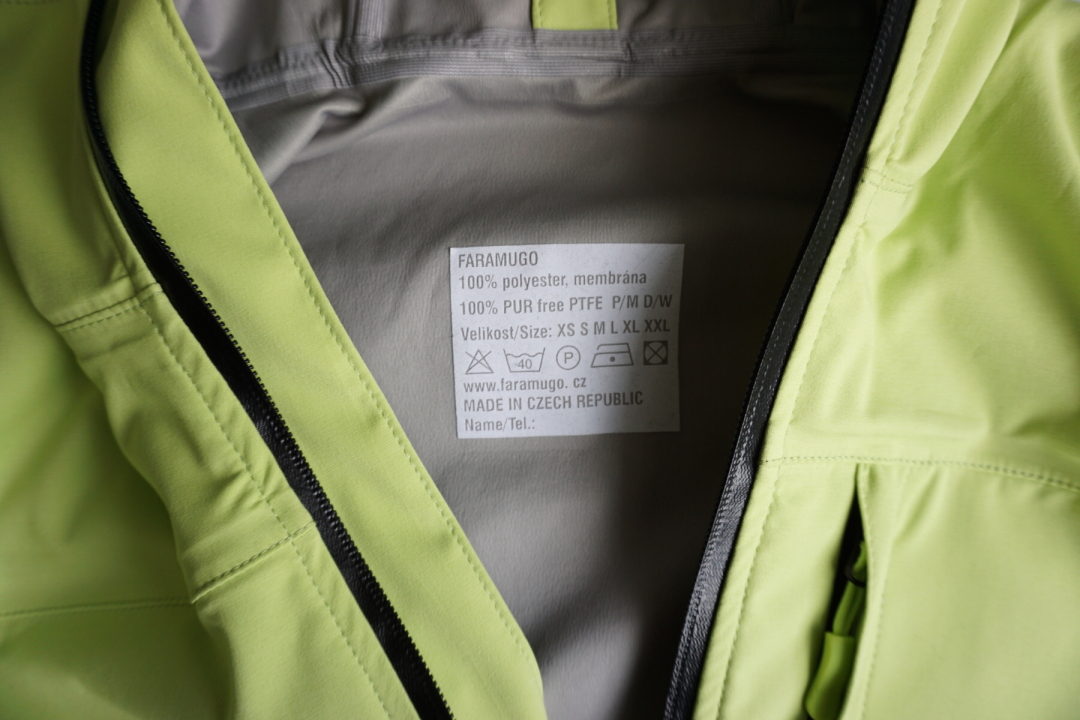 FARAMUGO
100% polyester, membrána
100% PUR free PTFE P/M D/W
Velikost/Size: XS S M L XL XXL
40 P
www.faramugo. cz
MADE IN CZECH REPUBLIC
Name/Tel.: